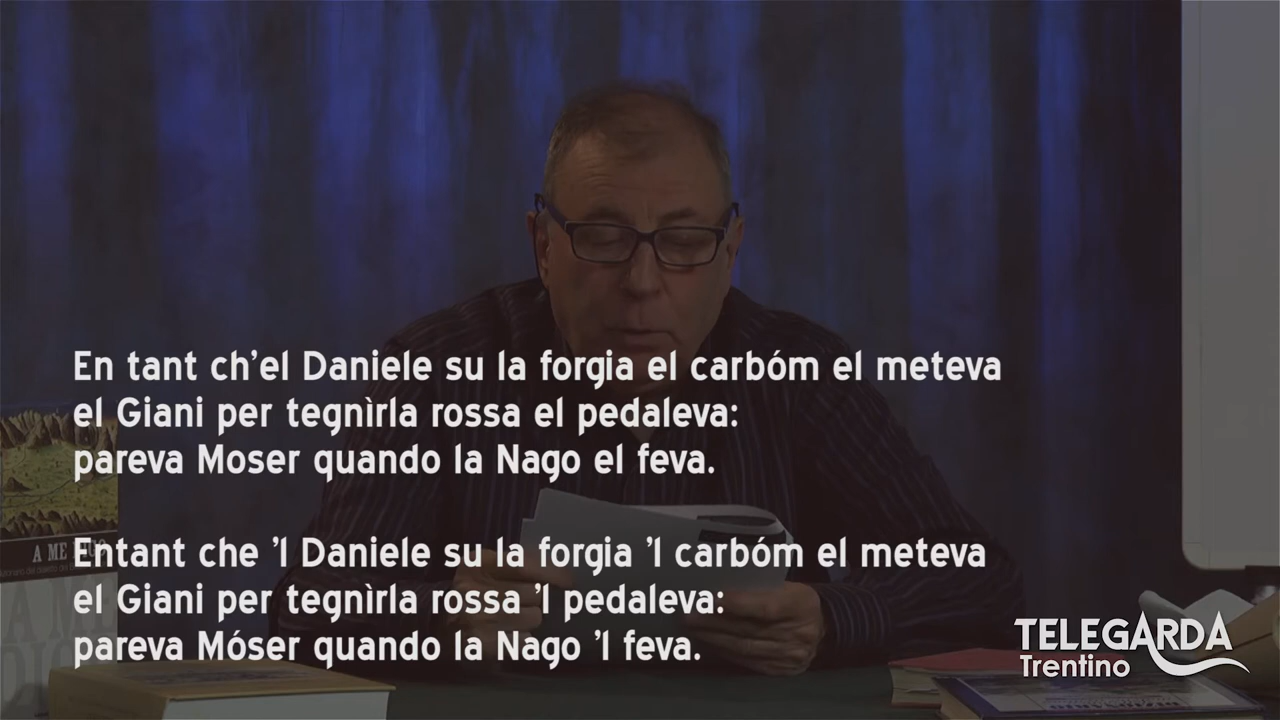 En tant ch’el Daniele su la forgia el carbóm el meteva
el Giani per tegnìrla rossa el pedaleva:
pareva Moser quando la Nago el feva.
Entant che ’l Daniele su la forgia ’l carbóm el meteva
el Giani per tegnìrla rossa ’l pedaleva:
pareva Móser quando la Nago ’l feva.
A ME
TELEGARDA
Trentino